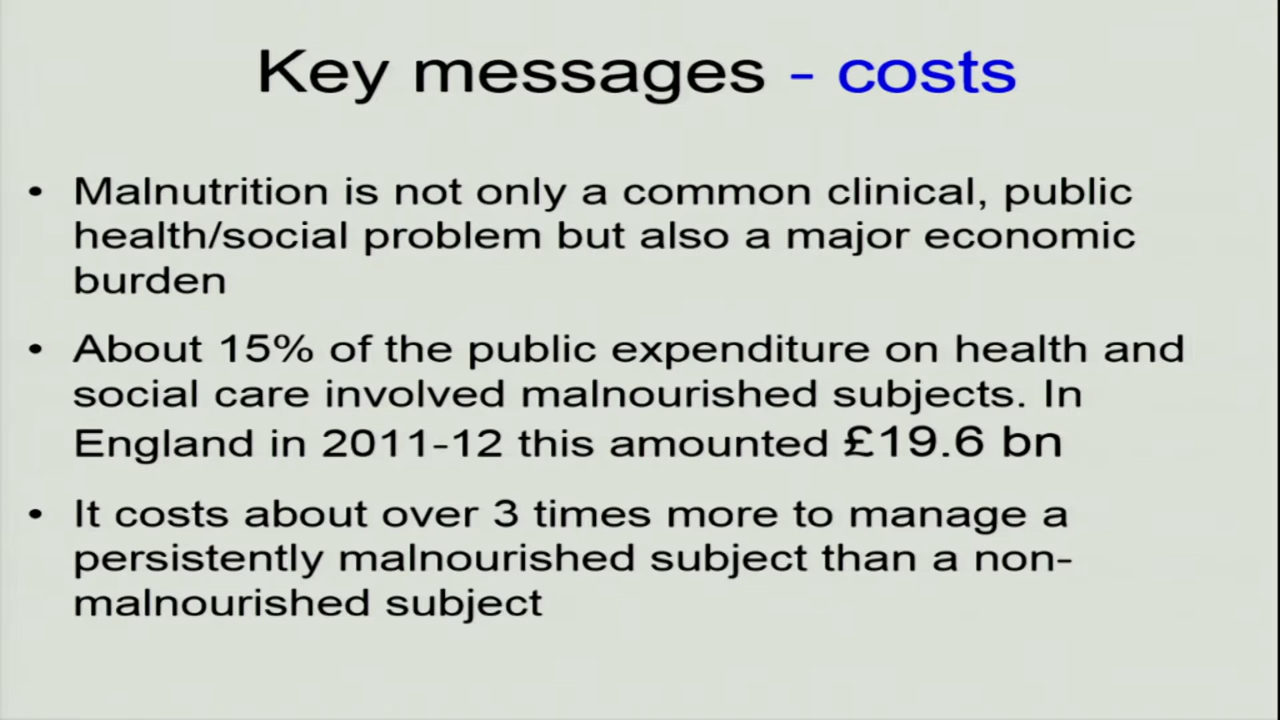 Key messages - costs
• Malnutrition is not only a common clinical, public
health/social problem but also a major economic
burden
• About 15% of the public expenditure on health and
social care involved malnourished subjects. In
England in 2011-12 this amounted £19.6 bn
• It costs about over 3 times more to manage a
persistently malnourished subject than a non-
malnourished subject